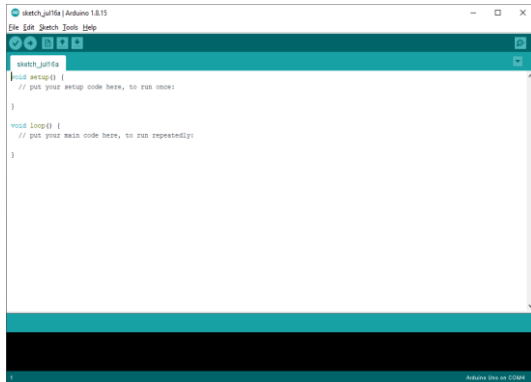 sketch_jul16a | Arduino 1.8.15
File Edit Sketch Tools Help
sketch_jul16a
void setup() {
// put your setup code here, to run once:
}
void loop() {
// put your main code here, to run repeatedly:
}
1
Arduino Uno on COM4